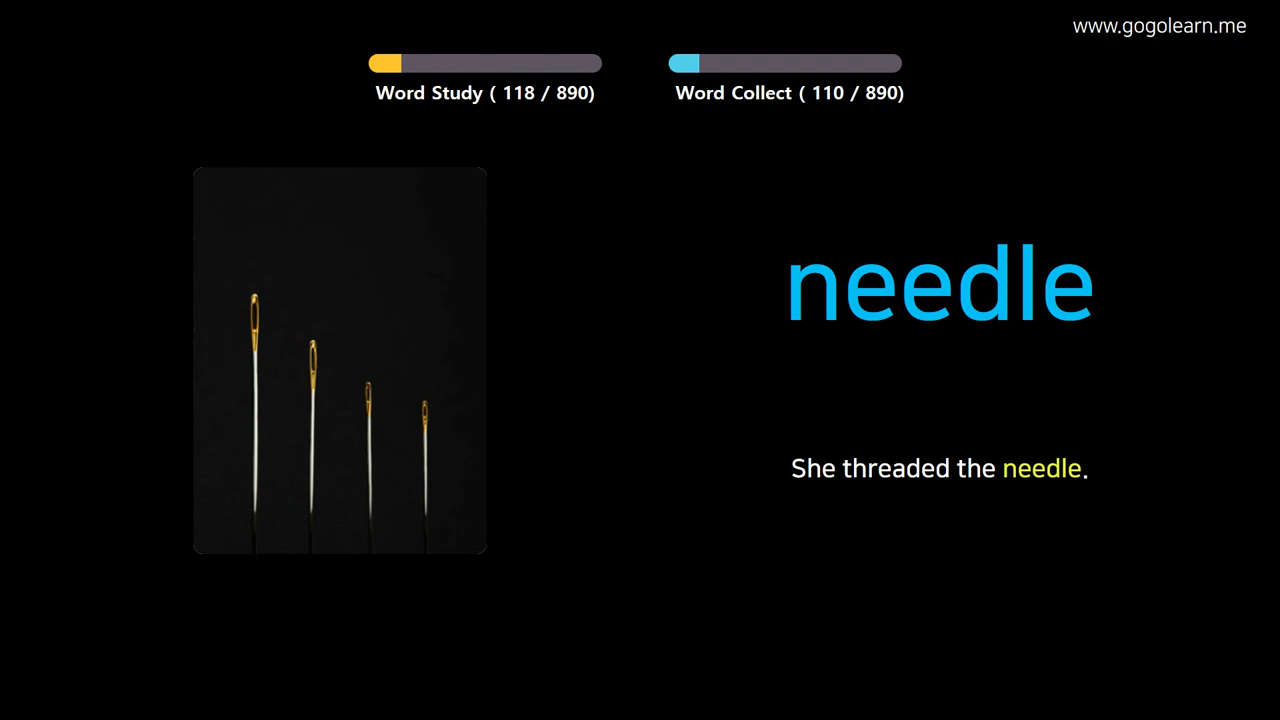 www.gogolearn.me
Word Study ( 118 / 890)
Word Collect ( 110 / 890)
needle
She threaded the needle.